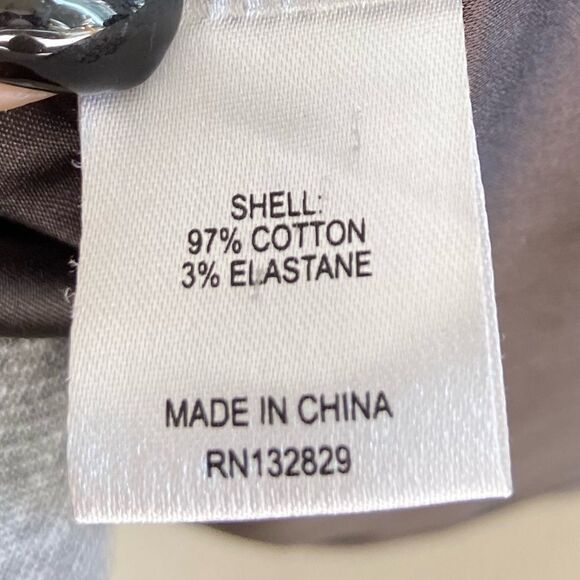 SHELL:
97% COTTON
3% ELASTANE
MADE IN CHINA
RN132829